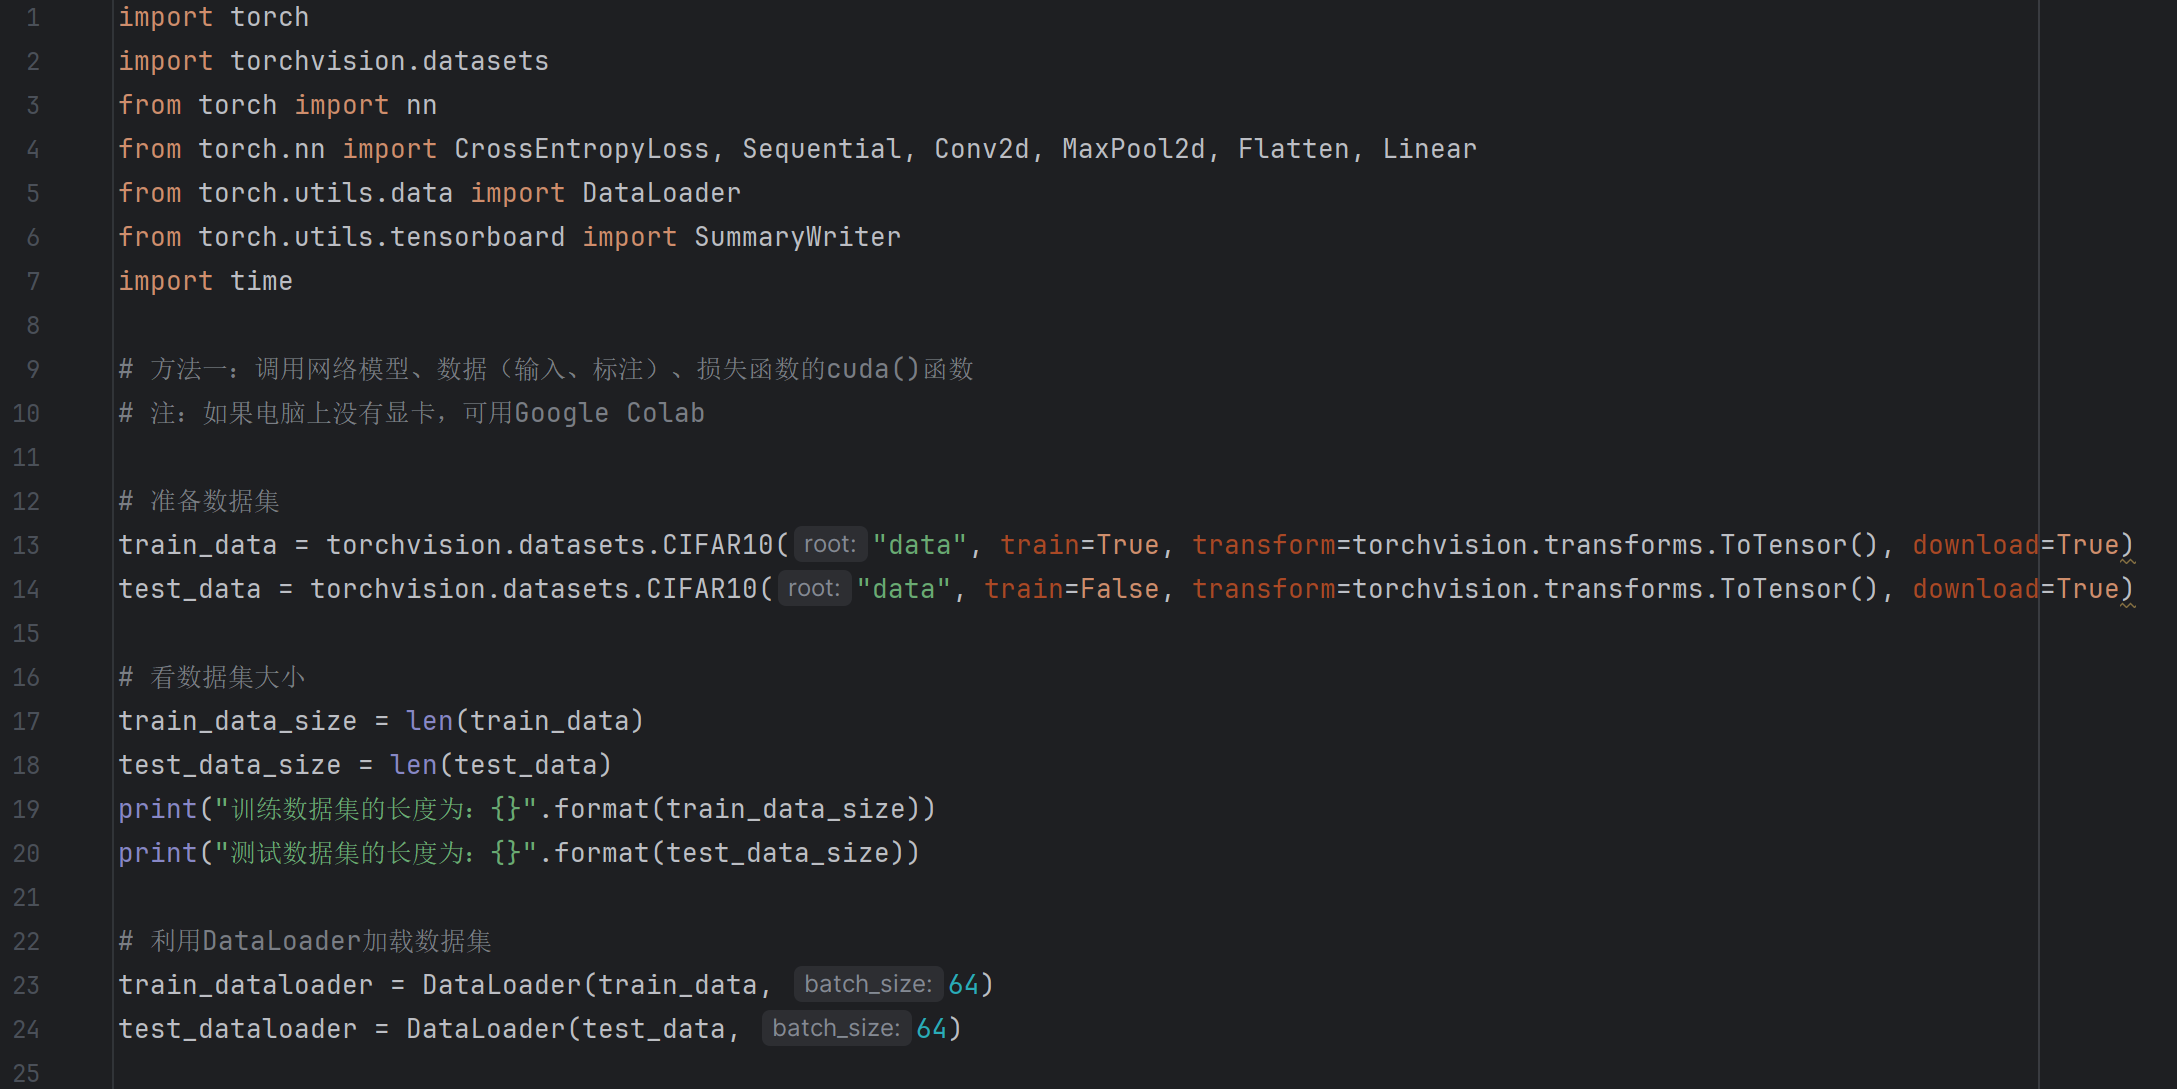 1 import torch
2 import torchvision.datasets
3 from torch import nn
4 from torch.nn import CrossEntropyLoss, Sequential, Conv2d, MaxPool2d, Flatten, Linear
5 from torch.utils.data import DataLoader
6 from torch.utils.tensorboard import SummaryWriter
7 import time
8
9 # 方法一：调用网络模型、数据（输入、标注）、损失函数的cuda()函数
10 # 注：如果电脑上没有显卡，可用Google Colab
11
12 # 准备数据集
13 train_data = torchvision.datasets.CIFAR10( root: "data", train=True, transform=torchvision.transforms.ToTensor(), download=True)
14 test_data = torchvision.datasets.CIFAR10( root: "data", train=False, transform=torchvision.transforms.ToTensor(), download=True)
15
16 # 看数据集大小
17 train_data_size = len(train_data)
18 test_data_size = len(test_data)
19 print("训练数据集的长度为：{}".format(train_data_size))
20 print("测试数据集的长度为：{}".format(test_data_size))
21
22 # 利用DataLoader加载数据集
23 train_dataloader = DataLoader(train_data, batch_size: 64)
24 test_dataloader = DataLoader(test_data, batch_size: 64)
25